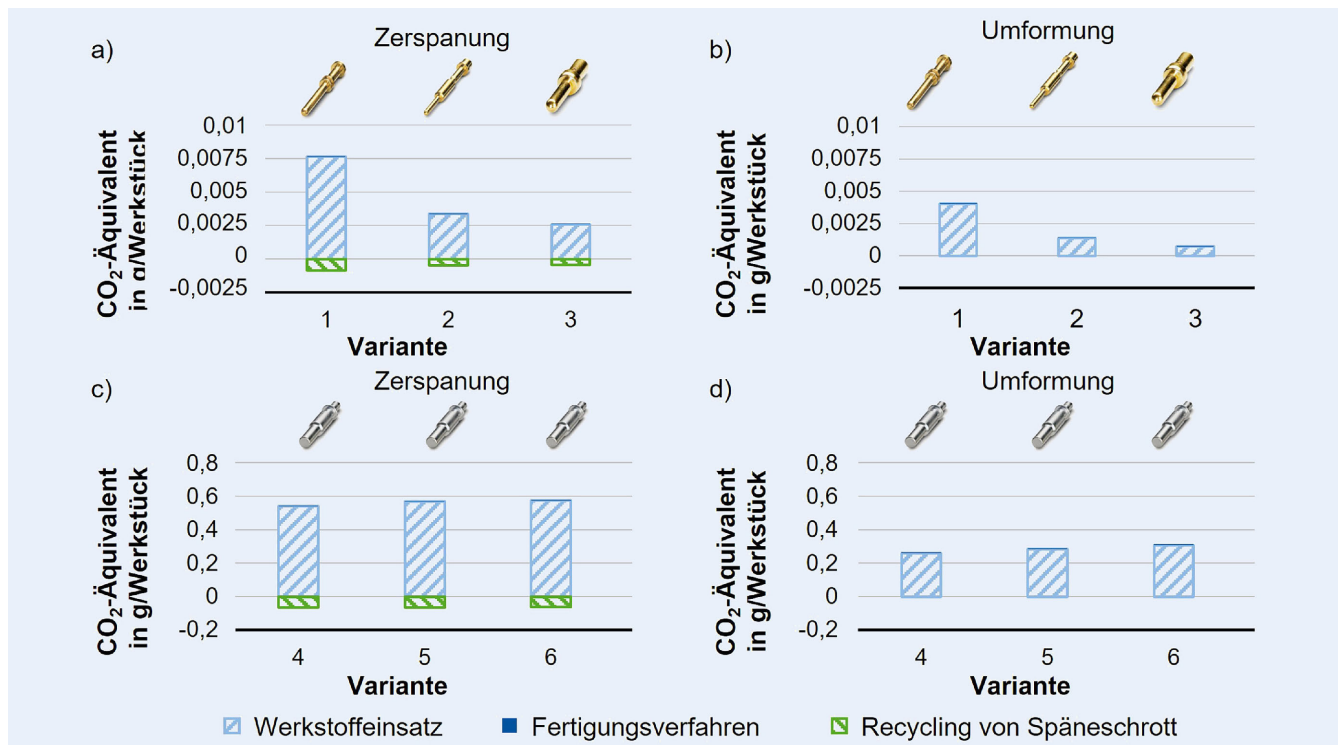 a)
Zerspanung
CO₂-Äquivalent
in g/Werkstück
0,01
0,0075
0,005
0,0025
0
-0,0025
1 2 3
Variante
b)
Umformung
CO₂-Äquivalent
in g/Werkstück
0,01
0,0075
0,005
0,0025
0
-0,0025
1 2 3
Variante
c)
Zerspanung
CO₂-Äquivalent
in g/Werkstück
0,8
0,6
0,4
0,2
0
-0,2
4 5 6
Variante
d)
Umformung
CO₂-Äquivalent
in g/Werkstück
0,8
0,6
0,4
0,2
0
-0,2
4 5 6
Variante
Werkstoffeinsatz Fertigungsverfahren Recycling von Späneschrott